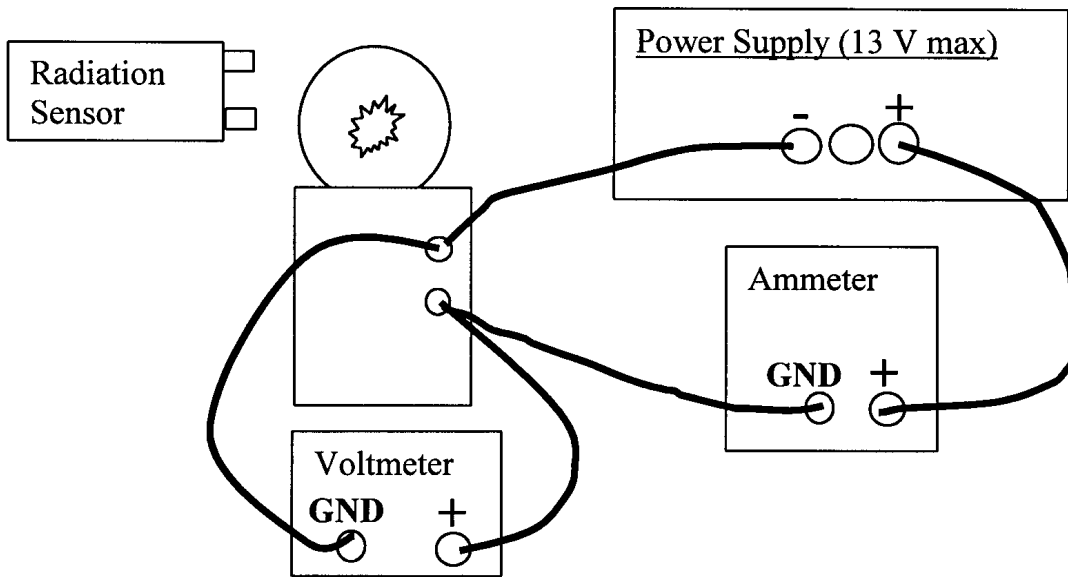 Radiation
Sensor
Power Supply (13 V max)
- +
Ammeter
GND +
Voltmeter
GND +